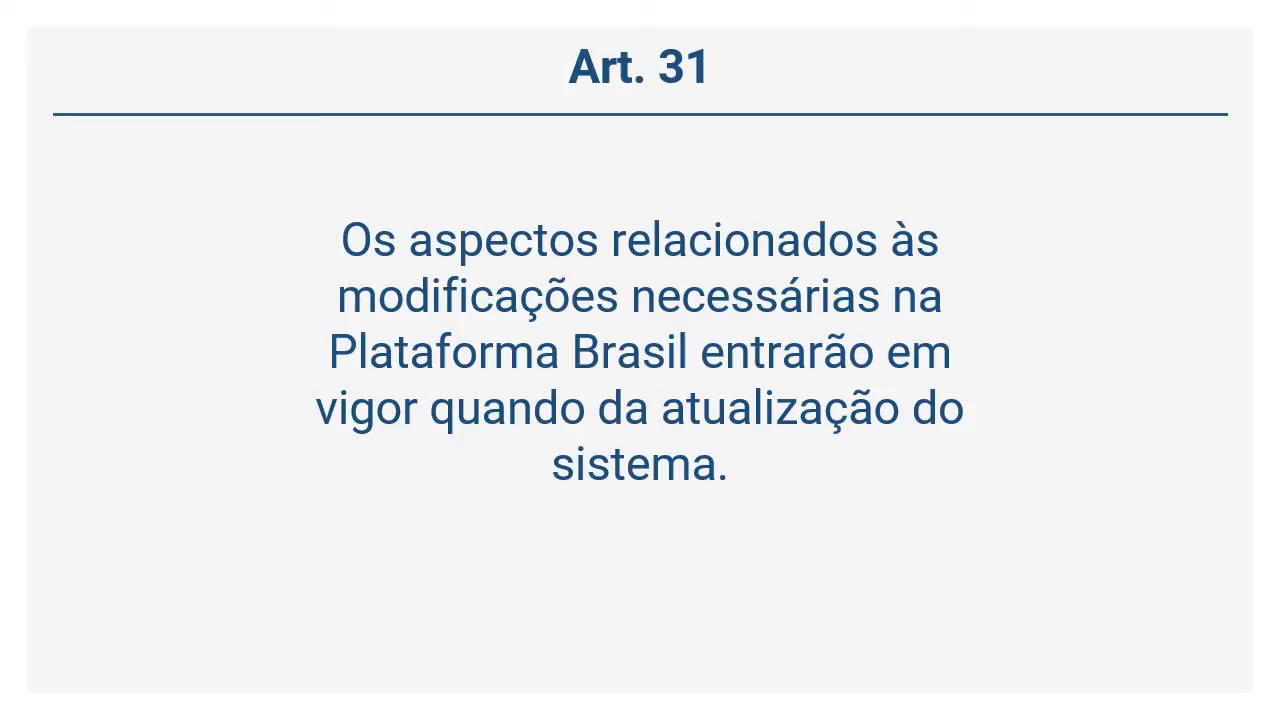 Art. 31
Os aspectos relacionados às
modificações necessárias na
Plataforma Brasil entrarão em
vigor quando da atualização do
sistema.